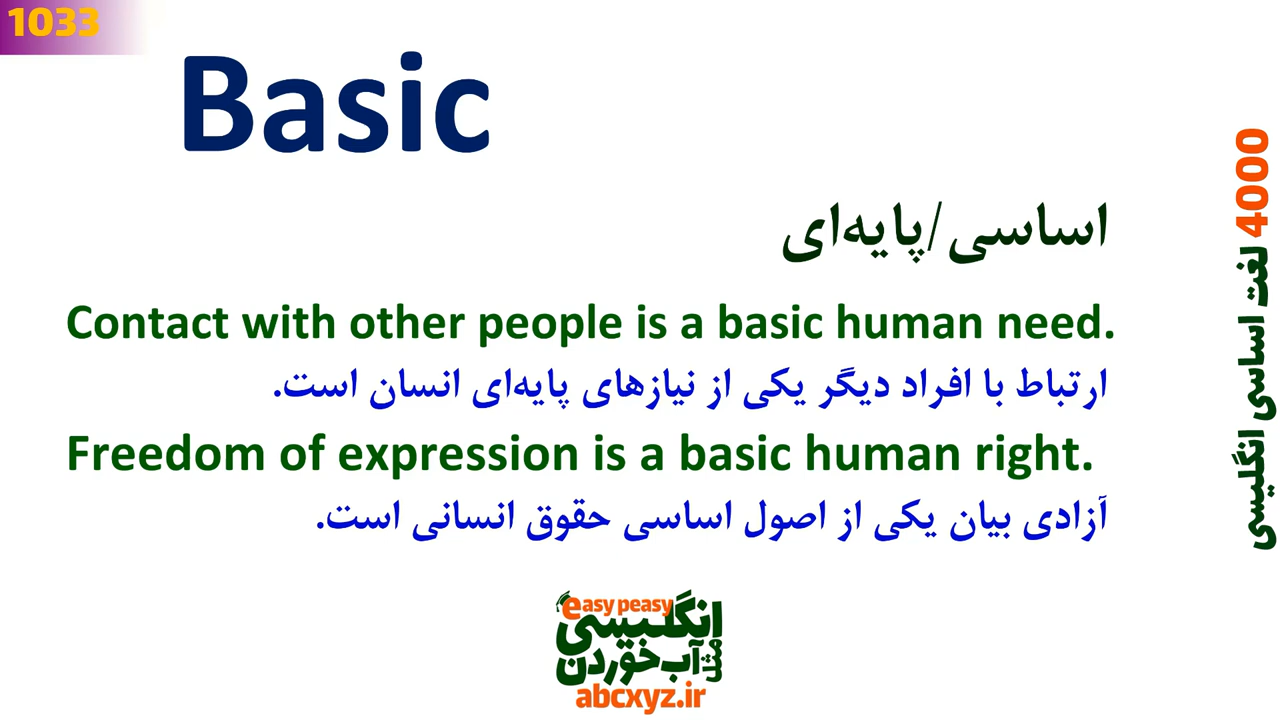 1033
Basic
اساسی/پایه‌ای
Contact with other people is a basic human need.
ارتباط با افراد دیگر یکی از نیازهای پایه‌ای انسان است.
Freedom of expression is a basic human right.
آزادی بیان یکی از اصول اساسی حقوق انسانی است.
4000 لغت اساسی انگلیسی
easy peasy
انگلیسی
مثل آب خوردن
abcxyz.ir